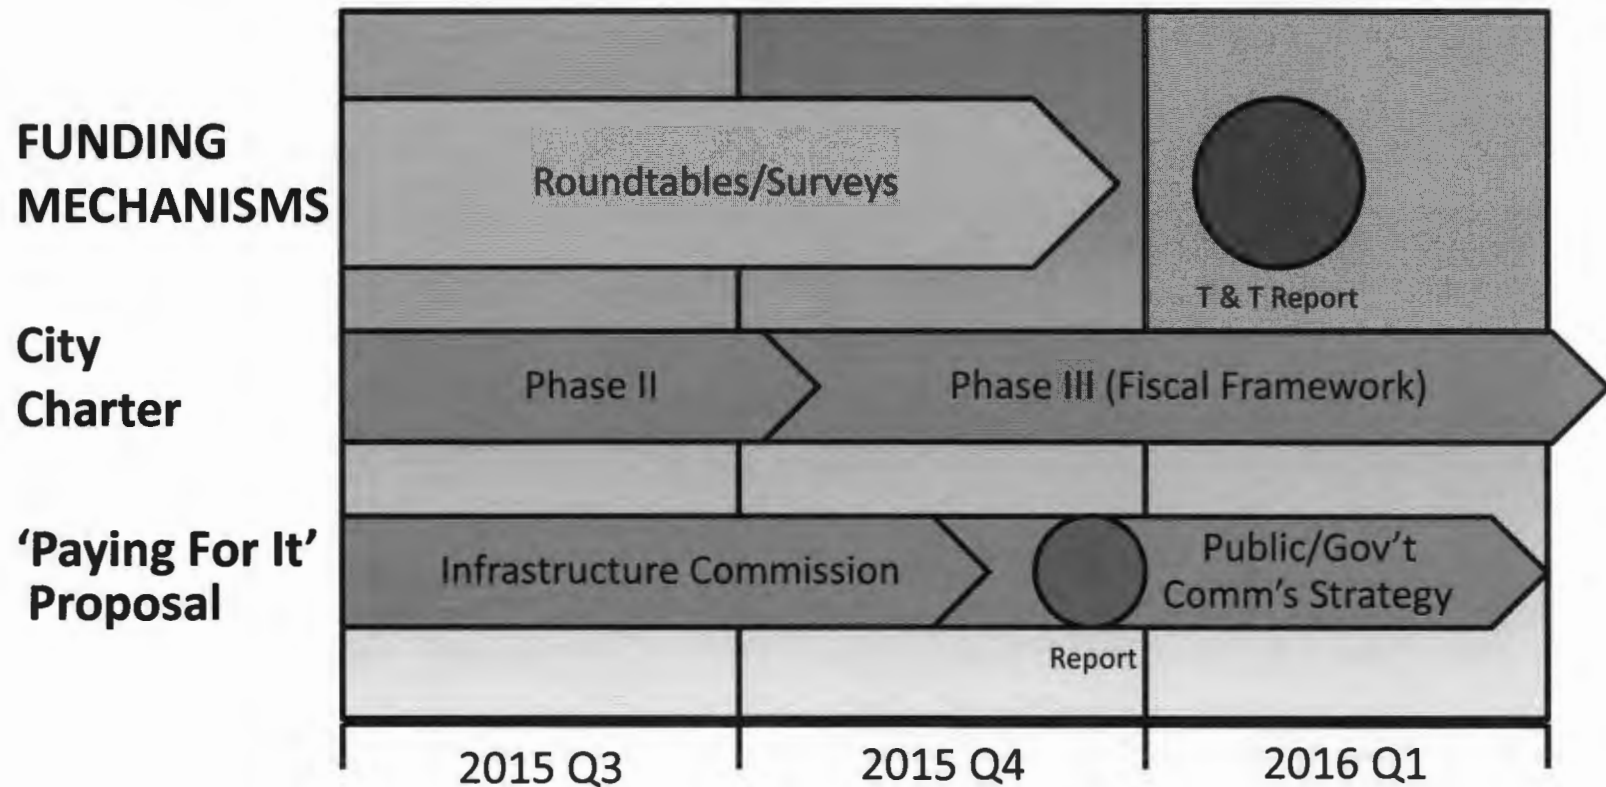 FUNDING
MECHANISMS
Roundtables/Surveys
T & T Report
City
Charter
Phase II
Phase III (Fiscal Framework)
'Paying For It'
Proposal
Infrastructure Commission
Report
Public/Gov't
Comm's Strategy
2015 Q3
2015 Q4
2016 Q1